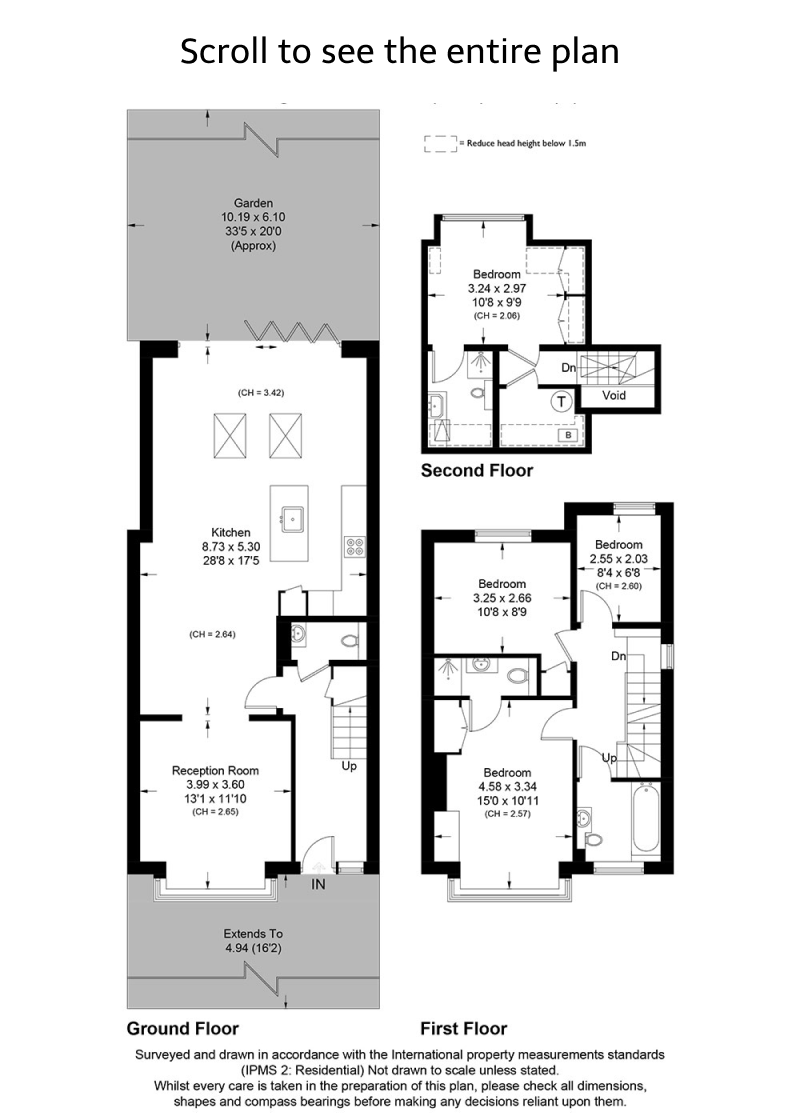 Scroll to see the entire plan
= Reduce head height below 1.5m
Garden
10.19 x 6.10
33'5 x 20'0
(Approx)
(CH = 3.42)
Kitchen
8.73 x 5.30
28'8 x 17'5
(CH = 2.64)
Up
Reception Room
3.99 x 3.60
13'1 x 11'10
(CH = 2.65)
IN
Extends To
4.94 (16'2)
Ground Floor
Bedroom
3.24 x 2.97
10'8 x 9'9
(CH = 2.06)
Dn
Void
T
B
Second Floor
Bedroom
2.55 x 2.03
8'4 x 6'8
(CH = 2.60)
Bedroom
3.25 x 2.66
10'8 x 8'9
Dn
Up
Bedroom
4.58 x 3.34
15'0 x 10'11
(CH = 2.57)
First Floor
Surveyed and drawn in accordance with the International property measurements standards
(IPMS 2: Residential) Not drawn to scale unless stated.
Whilst every care is taken in the preparation of this plan, please check all dimensions,
shapes and compass bearings before making any decisions reliant upon them.